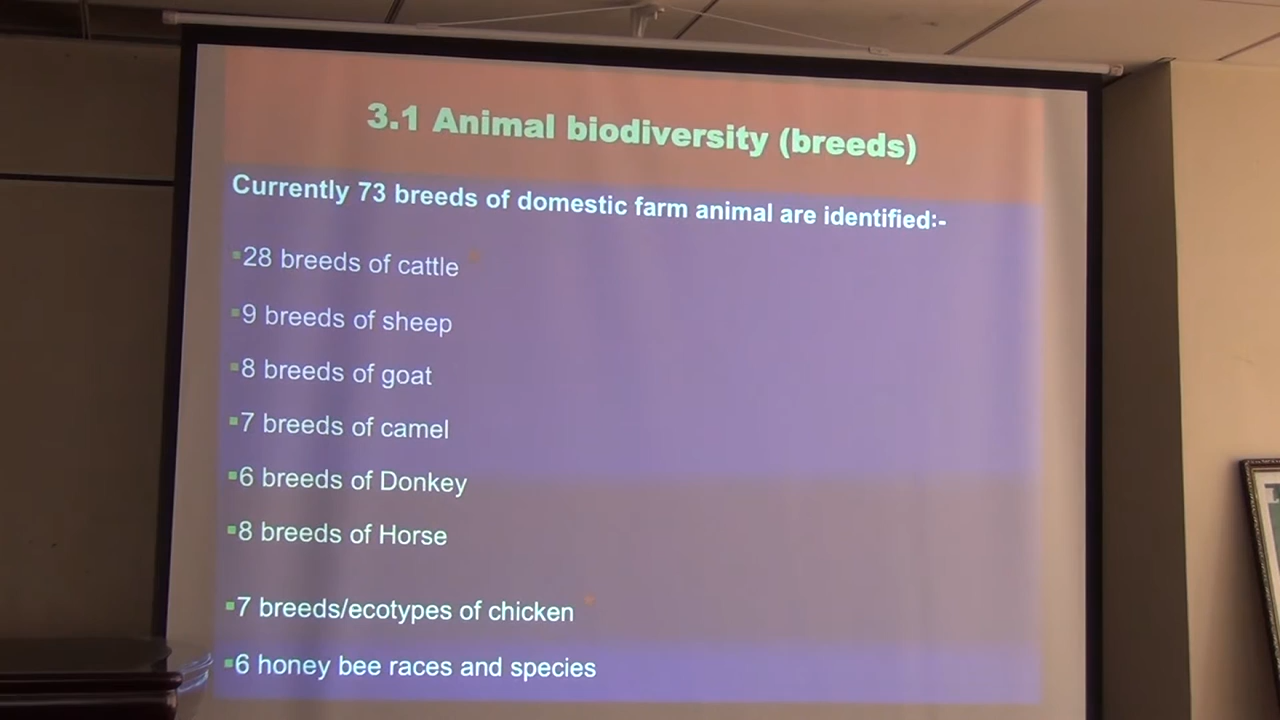 3.1 Animal biodiversity (breeds)
Currently 73 breeds of domestic farm animal are identified:-
▪28 breeds of cattle *
▪9 breeds of sheep
▪8 breeds of goat
▪7 breeds of camel
▪6 breeds of Donkey
▪8 breeds of Horse
▪7 breeds/ecotypes of chicken *
▪6 honey bee races and species